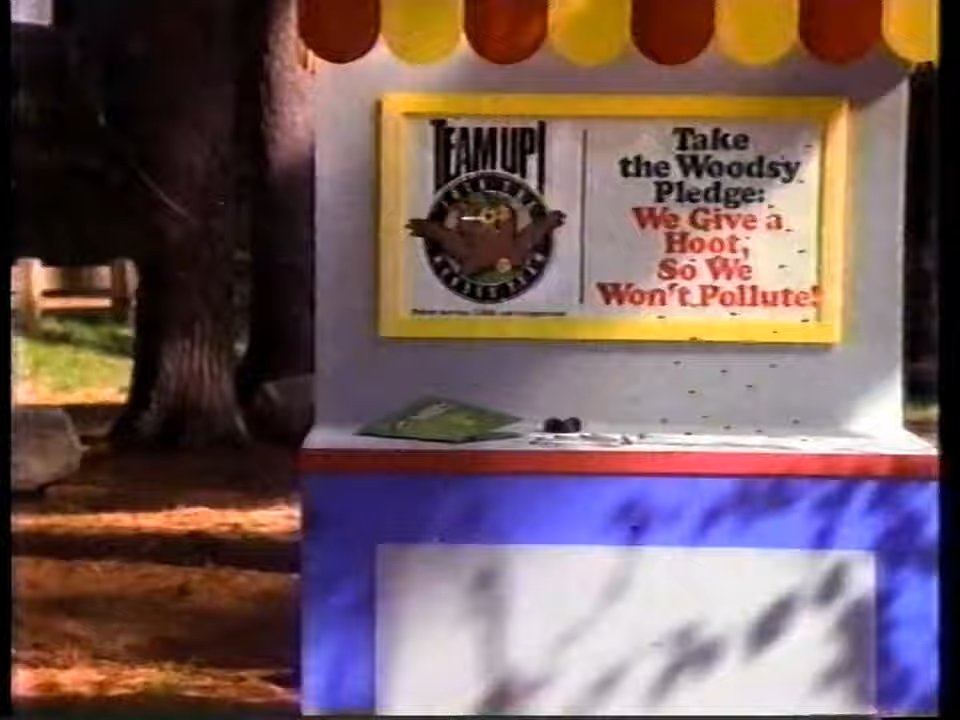 TEAM UP!
Take
the Woodsy
Pledge:
We Give a
Hoot,
So We
Won't Pollute!